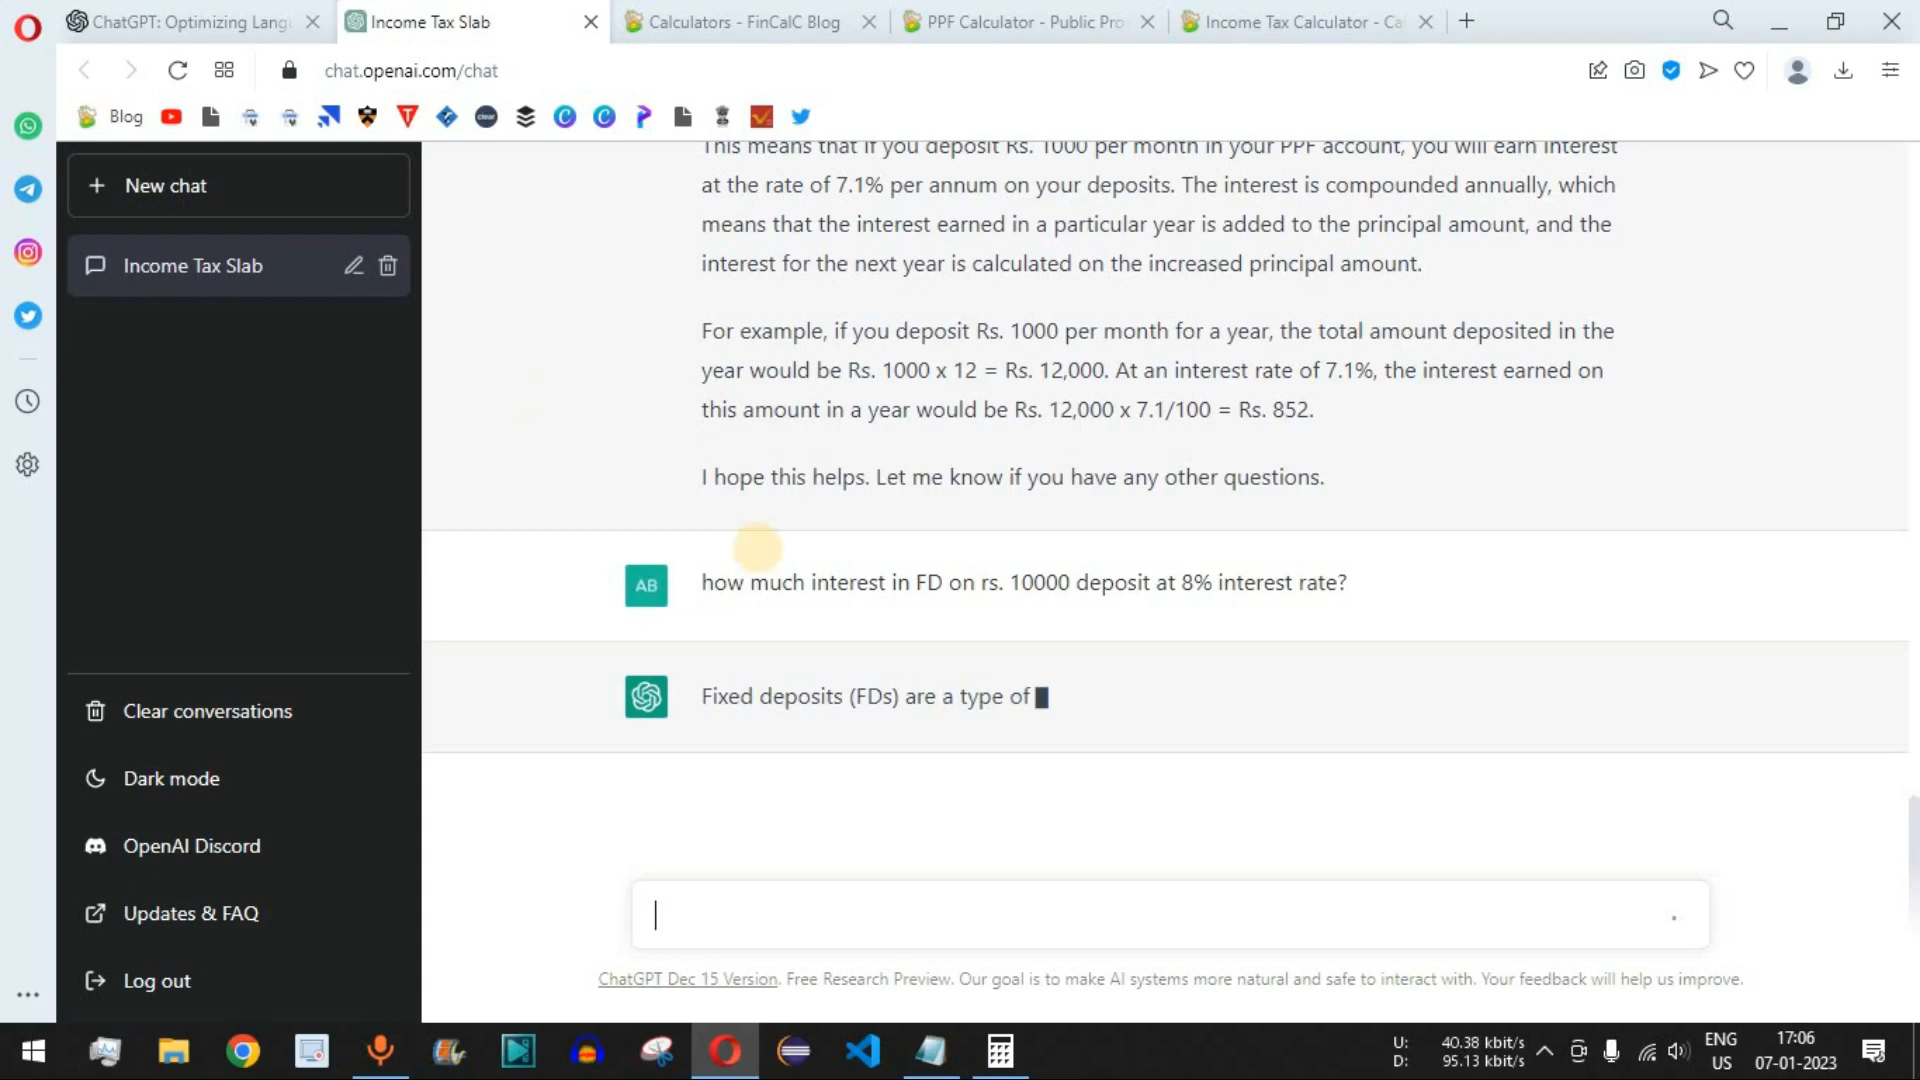 ChatGPT: Optimizing Lang
Income Tax Slab
Calculators - FinCalC Blog
PPF Calculator - Public Pro
Income Tax Calculator - Ca
chat.openai.com/chat
Blog
clear
New chat
Income Tax Slab
This means that if you deposit Rs. 1000 per month in your PPF account, you will earn interest
at the rate of 7.1% per annum on your deposits. The interest is compounded annually, which
means that the interest earned in a particular year is added to the principal amount, and the
interest for the next year is calculated on the increased principal amount.
For example, if you deposit Rs. 1000 per month for a year, the total amount deposited in the
year would be Rs. 1000 x 12 = Rs. 12,000. At an interest rate of 7.1%, the interest earned on
this amount in a year would be Rs. 12,000 x 7.1/100 = Rs. 852.
I hope this helps. Let me know if you have any other questions.
AB
how much interest in FD on rs. 10000 deposit at 8% interest rate?
Fixed deposits (FDs) are a type of
Clear conversations
Dark mode
OpenAI Discord
Updates & FAQ
Log out
ChatGPT Dec 15 Version. Free Research Preview. Our goal is to make AI systems more natural and safe to interact with. Your feedback will help us improve.
U: 40.38 kbit/s
D: 95.13 kbit/s
ENG
US
17:06
07-01-2023